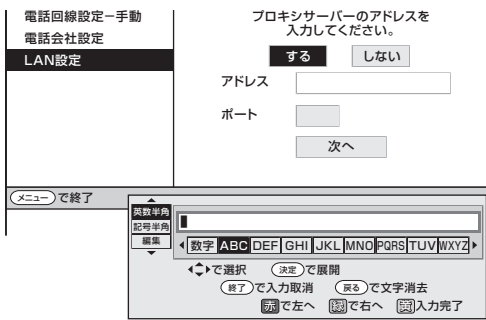 電話回線設定－手動
電話会社設定
LAN設定
プロキシサーバーのアドレスを
入力してください。
する しない
アドレス
ポート
次へ
メニューで終了
英数半角
記号半角
編集
数字 ABC DEF GHI JKL MNO PQRS TUV WXYZ
で選択 決定で展開
終了で入力取消 戻るで文字消去
赤で左へ 緑で右へ 黄入力完了